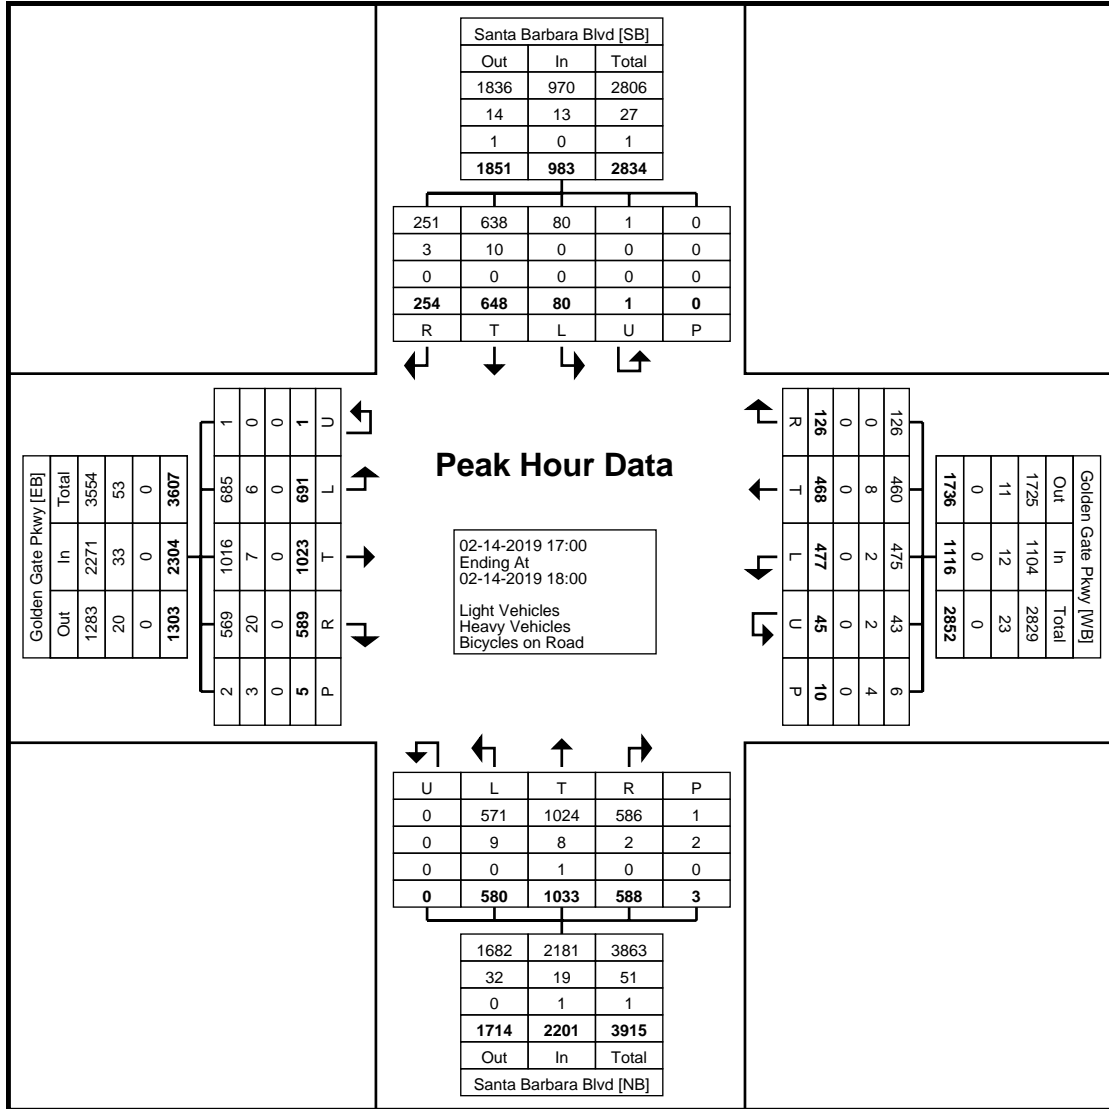 Santa Barbara Blvd [SB]
Out In Total
1836 970 2806
14 13 27
1 0 1
1851 983 2834
251 638 80 1 0
3 10 0 0 0
0 0 0 0 0
254 648 80 1 0
R T L U P
Golden Gate Pkwy [EB]
Total 3554 53 0 3607
In 2271 33 0 2304
Out 1283 20 0 1303
1 0 0 1 U
685 6 0 691 L
1016 7 0 1023 T
569 20 0 589 R
2 3 0 5 P
Peak Hour Data
02-14-2019 17:00
Ending At
02-14-2019 18:00
Light Vehicles
Heavy Vehicles
Bicycles on Road
R 126 0 0 126
T 468 0 8 460
L 477 0 2 475
U 45 0 2 43
P 10 0 4 6
Golden Gate Pkwy [WB]
1736 0 11 1725 Out
1116 0 12 1104 In
2852 0 23 2829 Total
U L T R P
0 571 1024 586 1
0 9 8 2 2
0 0 1 0 0
0 580 1033 588 3
1682 2181 3863
32 19 51
0 1 1
1714 2201 3915
Out In Total
Santa Barbara Blvd [NB]